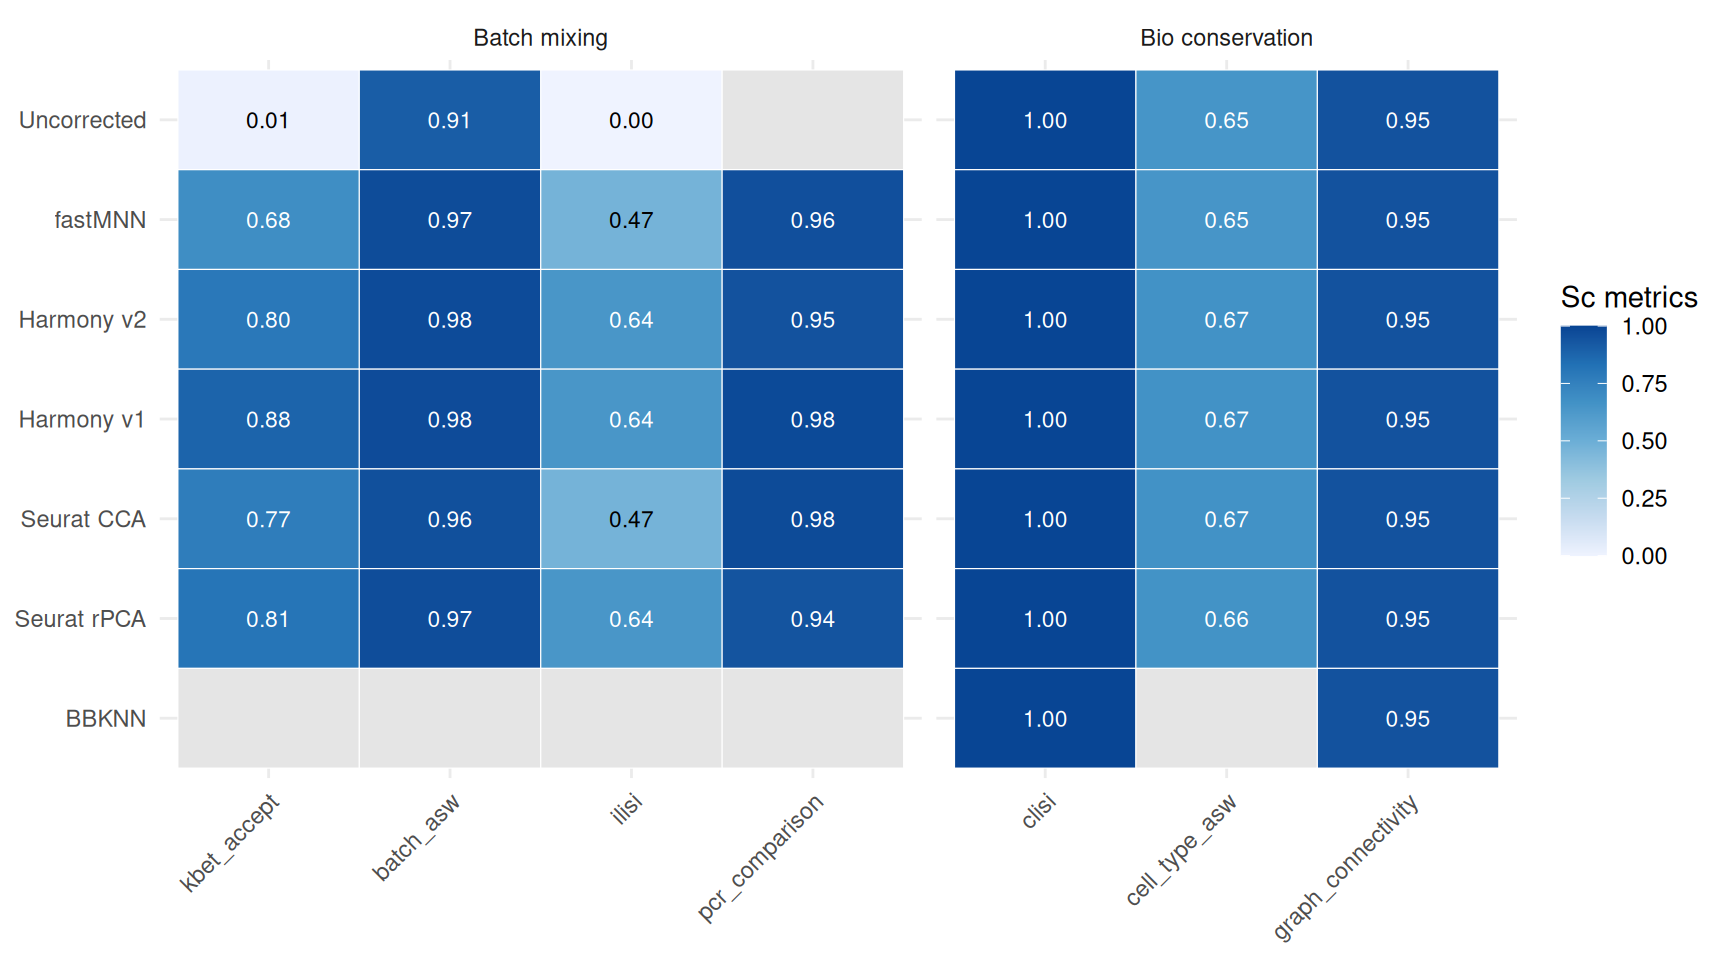 Batch mixing
Bio conservation
Uncorrected 0.01 0.91 0.00 1.00 0.65 0.95
fastMNN 0.68 0.97 0.47 0.96 1.00 0.65 0.95
Harmony v2 0.80 0.98 0.64 0.95 1.00 0.67 0.95
Harmony v1 0.88 0.98 0.64 0.98 1.00 0.67 0.95
Seurat CCA 0.77 0.96 0.47 0.98 1.00 0.67 0.95
Seurat rPCA 0.81 0.97 0.64 0.94 1.00 0.66 0.95
BBKNN 1.00 0.95
kbet_accept
batch_asw
ilisi
pcr_comparison
clisi
cell_type_asw
graph_connectivity
Sc metrics
1.00
0.75
0.50
0.25
0.00